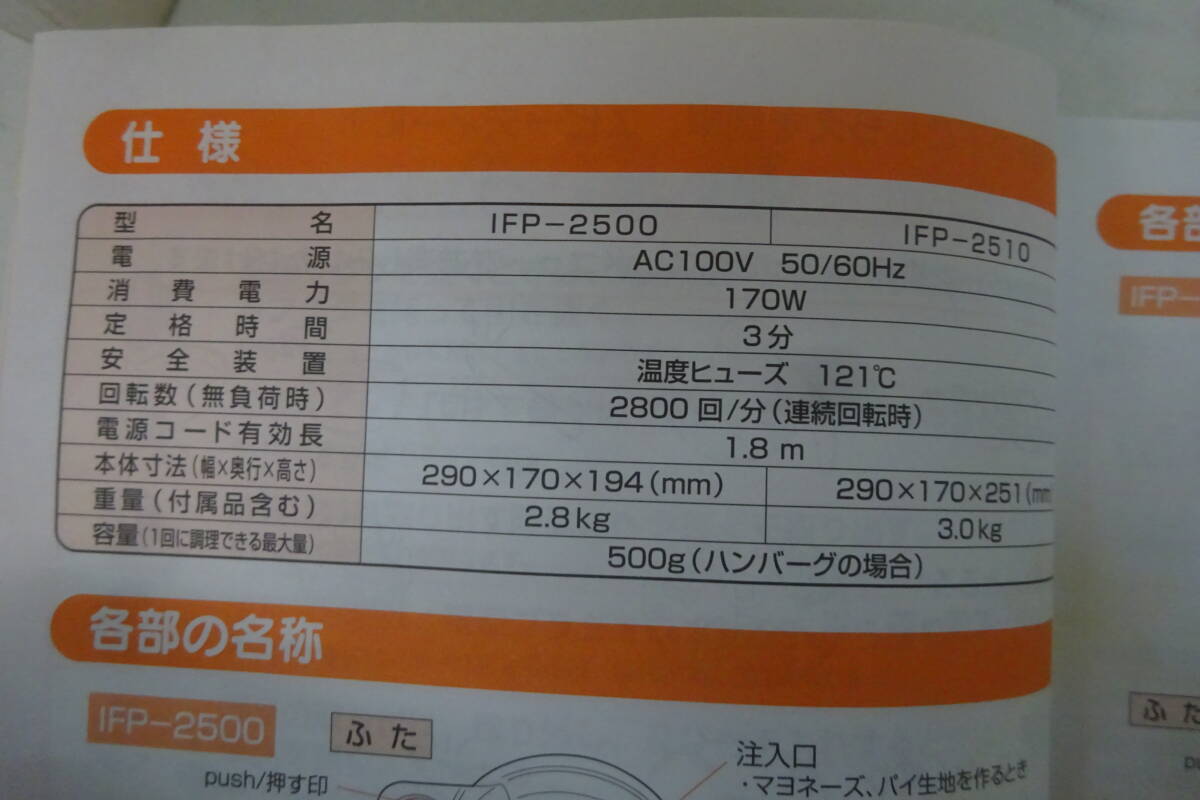 仕様
型名 IFP-2500 IFP-2510
電源 AC100V 50/60Hz
消費電力 170W
定格時間 3分
安全装置 温度ヒューズ 121℃
回転数(無負荷時) 2800回/分(連続回転時)
電源コード有効長 1.8m
本体寸法(幅×奥行×高さ) 290×170×194(mm) 290×170×251(mm
重量(付属品含む) 2.8kg 3.0kg
容量(1回に調理できる最大量) 500g(ハンバーグの場合)
各部の名称
IFP-2500
ふた
push/押す印
注入口
・マヨネーズ、パイ生地を作るとき
各
IFP-
ふた